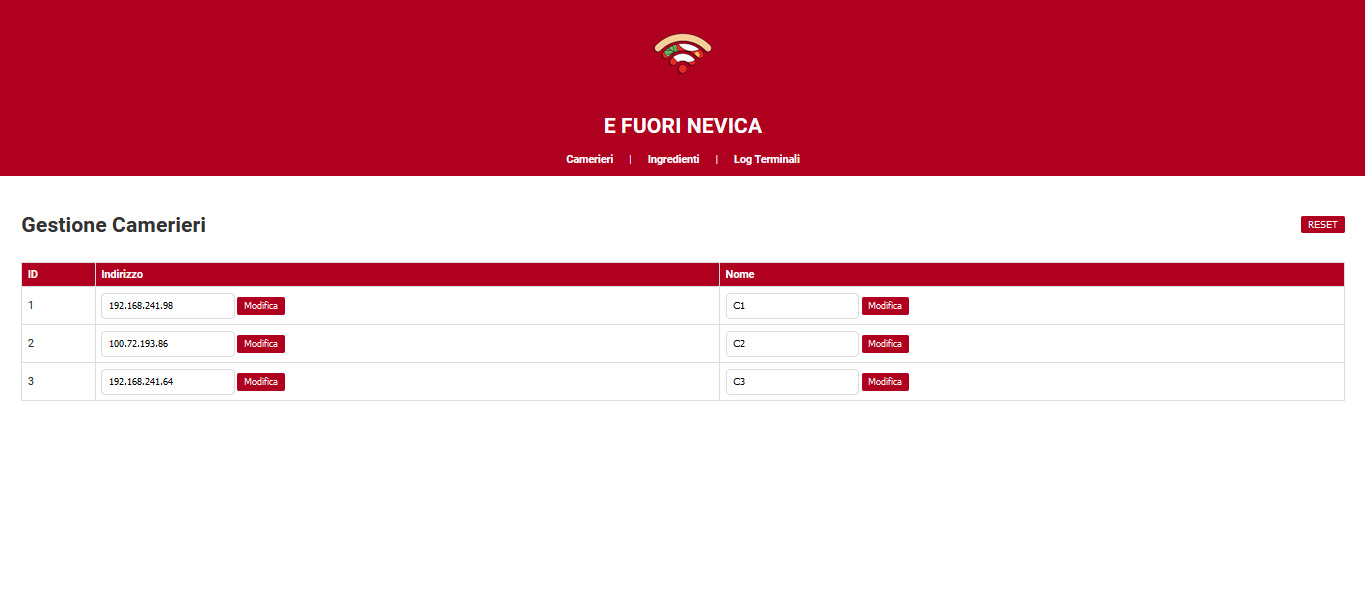 E FUORI NEVICA
Camerieri | Ingredienti | Log Terminali
Gestione Camerieri RESET
ID Indirizzo Nome
1 192.168.241.98 Modifica C1 Modifica
2 100.72.193.86 Modifica C2 Modifica
3 192.168.241.64 Modifica C3 Modifica